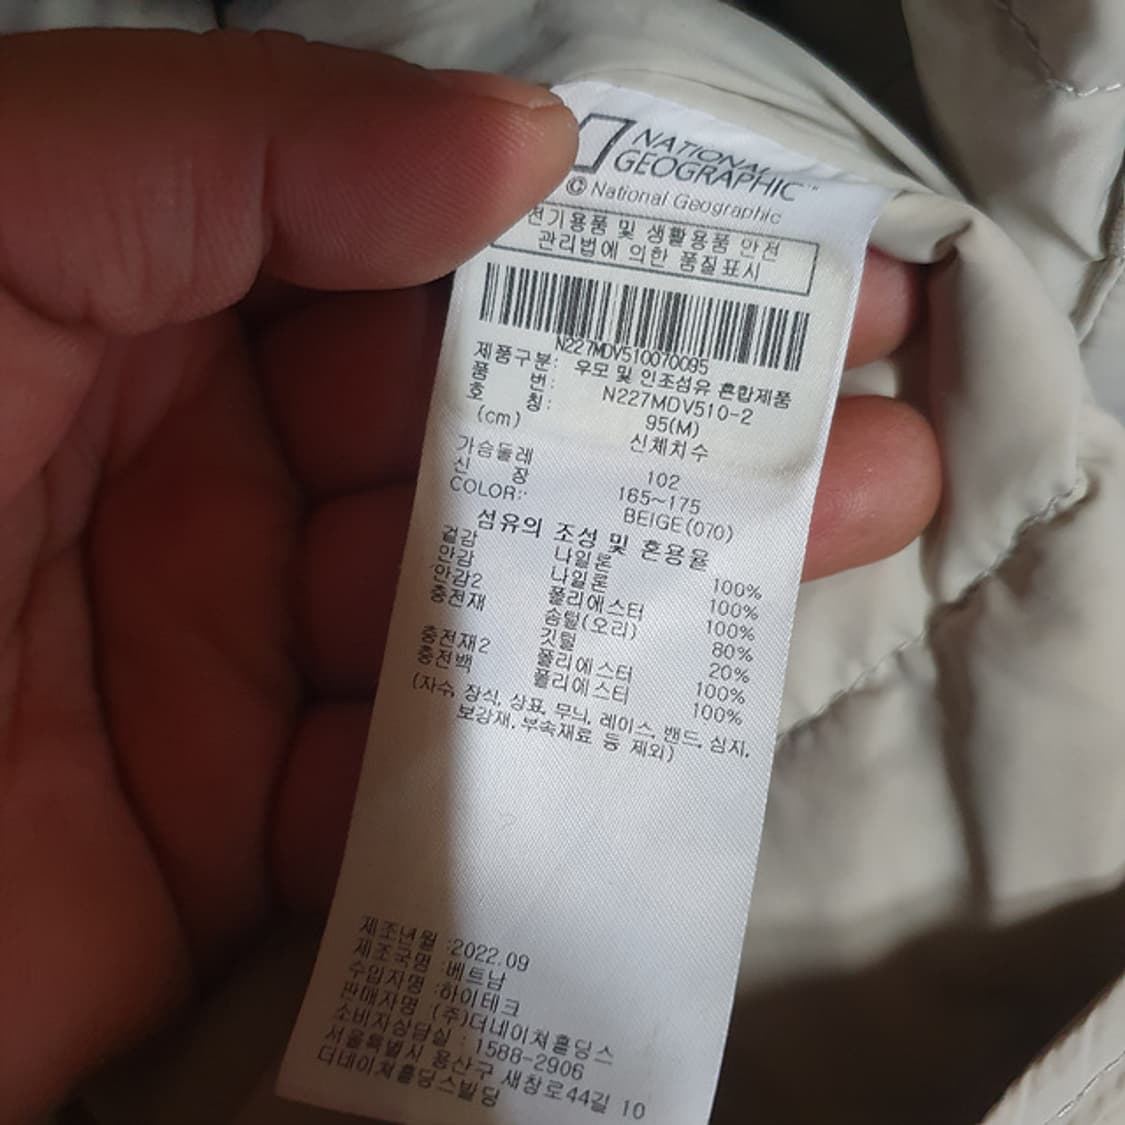 NATIONAL
GEOGRAPHIC™
© National Geographic
전기용품 및 생활용품 안전
관리법에 의한 품질표시
N227MDV510070095
제품구분: 우모 및 인조섬유 혼합제품
품 번: N227MDV510-2
호 칭: 95(M)
(cm) 신체치수
가슴둘레 102
신 장 165~175
COLOR: BEIGE(070)
섬유의 조성 및 혼용율
겉감 나일론 100%
안감 나일론 100%
안감2 폴리에스터 100%
충전재 솜털(오리) 80%
깃털 20%
충전재2 폴리에스터 100%
충전백 폴리에스터 100%
(자수, 장식, 상표, 무늬, 레이스, 밴드, 심지,
보강재, 부속재료 등 제외)
제조년월 :2022.09
제조국명 :베트남
수입자명 :하이테크
판매자명 (주)더네이쳐홀딩스
소비자상담실 : 1588-2906
서울특별시 용산구 새창로44길 10
더네이쳐홀딩스빌딩